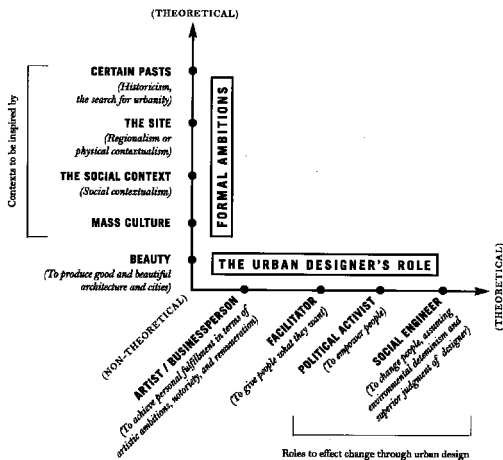 (THEORETICAL)
CERTAIN PASTS
(Historicism,
the search for urbanity)
THE SITE
(Regionalism or
physical contextualism)
THE SOCIAL CONTEXT
(Social contextualism)
MASS CULTURE
BEAUTY
(To produce good and beautiful
architecture and cities)
Contexts to be inspired by
FORMAL AMBITIONS
THE URBAN DESIGNER'S ROLE
(THEORETICAL)
(NON-THEORETICAL)
ARTIST / BUSINESSPERSON
(To achieve personal fulfillment in terms of
artistic ambitions, notoriety, and remuneration)
FACILITATOR
(To give people what they want)
POLITICAL ACTIVIST
(To empower people)
SOCIAL ENGINEER
(To change people, assuming
environmental determinism and
superior judgment of designer)
Roles to effect change through urban design